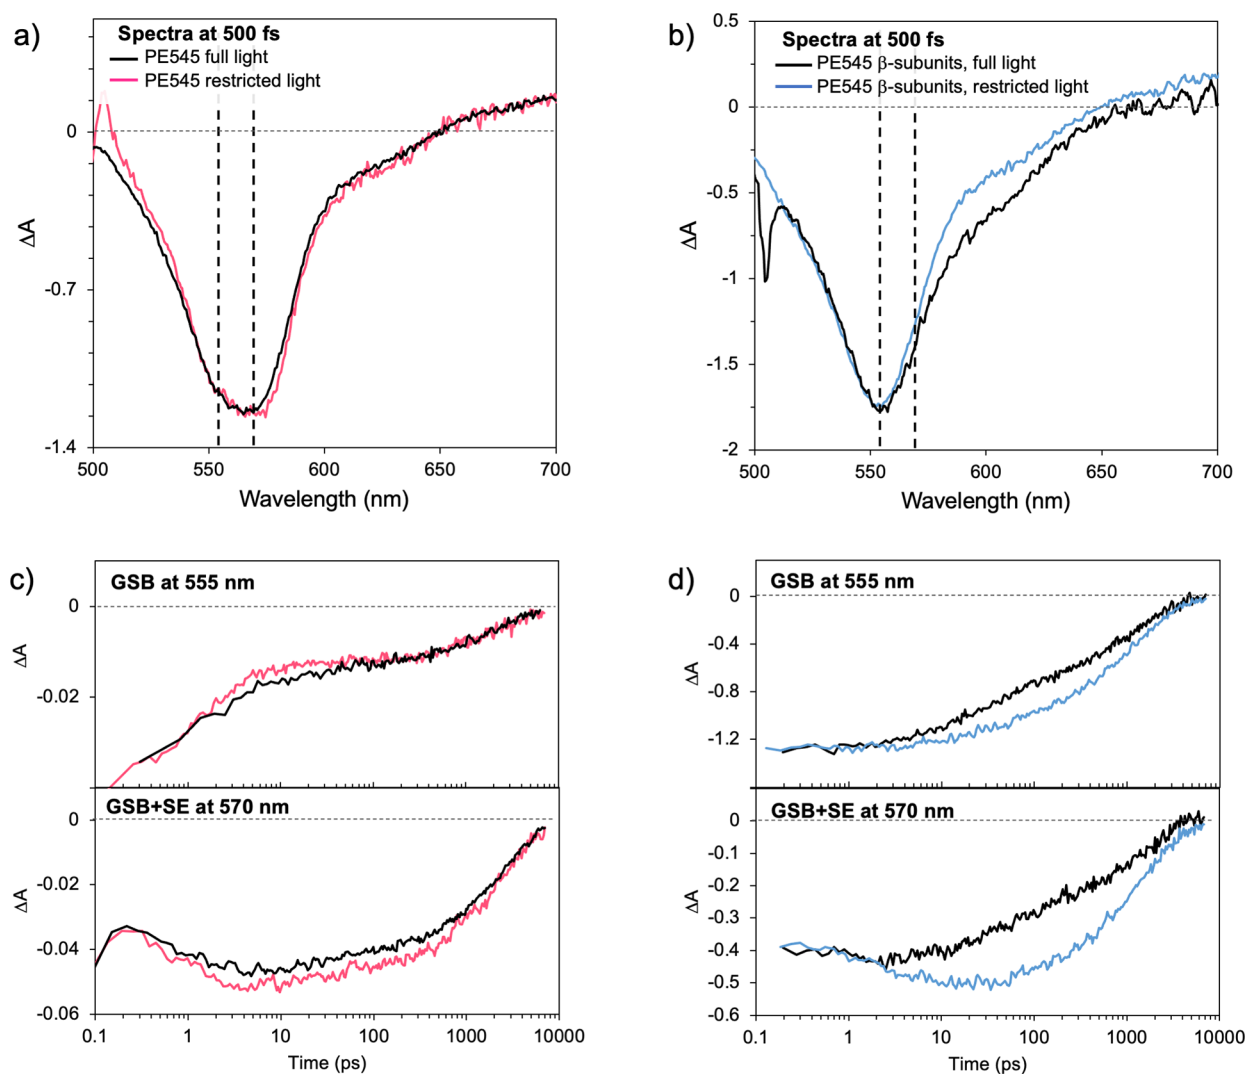 a)
Spectra at 500 fs
PE545 full light
PE545 restricted light
0
-0.7
-1.4
ΔA
500 550 600 650 700
Wavelength (nm)
b)
Spectra at 500 fs
PE545 β-subunits, full light
PE545 β-subunits, restricted light
0.5
0
-0.5
-1
-1.5
-2
ΔA
500 550 600 650 700
Wavelength (nm)
c)
GSB at 555 nm
0
-0.02
ΔA
GSB+SE at 570 nm
0
-0.02
-0.04
-0.06
ΔA
0.1 1 10 100 1000 10000
Time (ps)
d)
GSB at 555 nm
0
-0.4
-0.8
-1.2
ΔA
GSB+SE at 570 nm
0
-0.1
-0.2
-0.3
-0.4
-0.5
-0.6
ΔA
0.1 1 10 100 1000 10000
Time (ps)